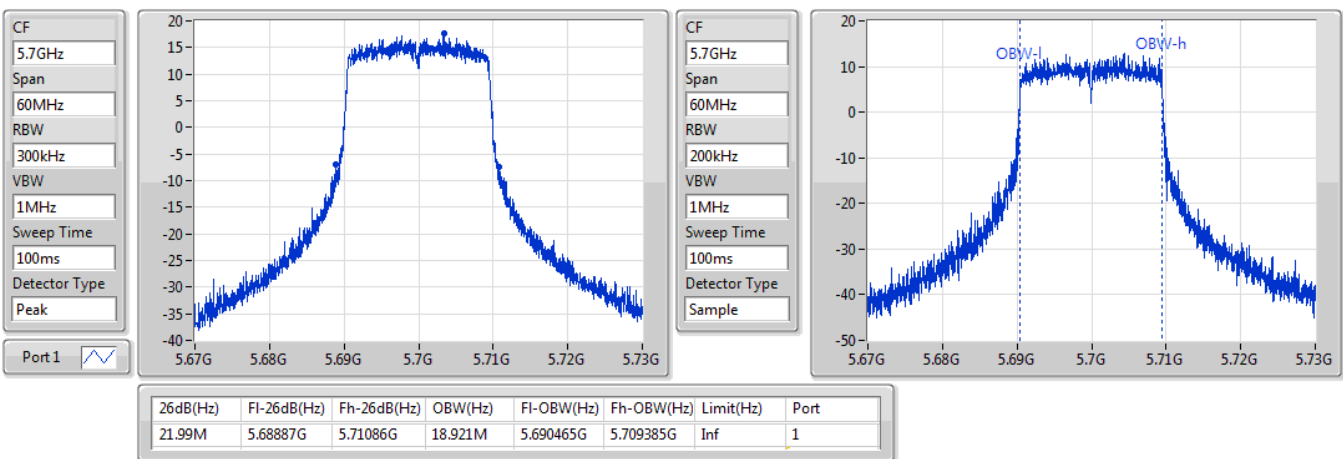 CF
5.7GHz
Span
60MHz
RBW
300kHz
VBW
1MHz
Sweep Time
100ms
Detector Type
Peak
Port 1
20
15
10
5
0
-5
-10
-15
-20
-25
-30
-35
-40
5.67G 5.68G 5.69G 5.7G 5.71G 5.72G 5.73G
CF
5.7GHz
Span
60MHz
RBW
200kHz
VBW
1MHz
Sweep Time
100ms
Detector Type
Sample
20
10
0
-10
-20
-30
-40
-50
OBW-l OBW-h
5.67G 5.68G 5.69G 5.7G 5.71G 5.72G 5.73G
26dB(Hz) Fl-26dB(Hz) Fh-26dB(Hz) OBW(Hz) Fl-OBW(Hz) Fh-OBW(Hz) Limit(Hz) Port
21.99M 5.68887G 5.71086G 18.921M 5.690465G 5.709385G Inf 1